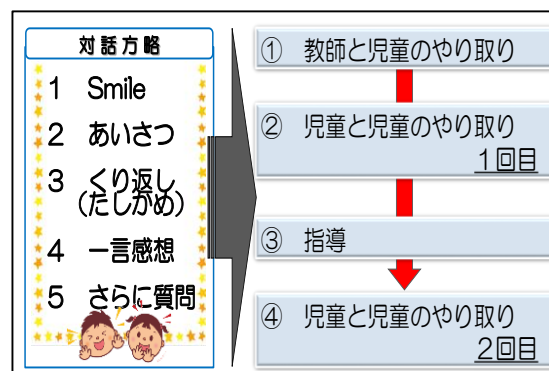 対話方略
1 Smile
2 あいさつ
3 くり返し
(たしかめ)
4 一言感想
5 さらに質問
① 教師と児童のやり取り
② 児童と児童のやり取り
1回目
③ 指導
④ 児童と児童のやり取り
2回目